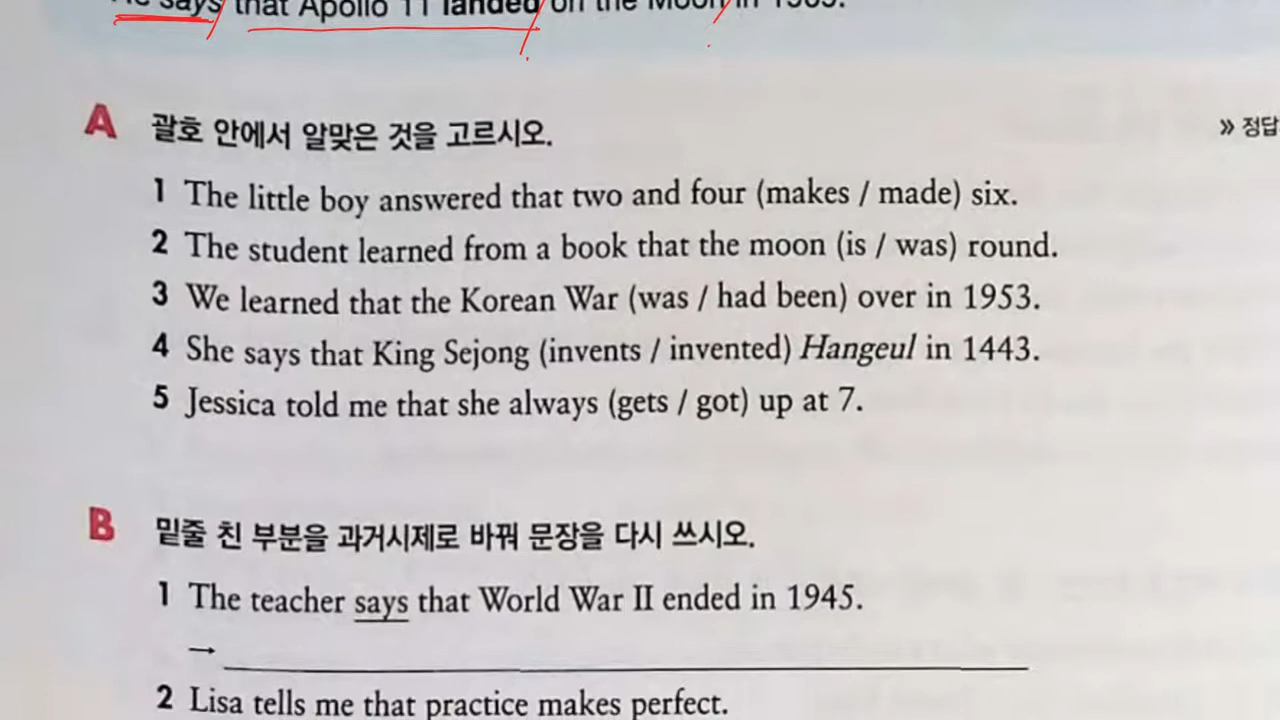 says that Apollo 11 landed on the Moon in
A 괄호 안에서 알맞은 것을 고르시오.
» 정답
1 The little boy answered that two and four (makes / made) six.
2 The student learned from a book that the moon (is / was) round.
3 We learned that the Korean War (was / had been) over in 1953.
4 She says that King Sejong (invents / invented) Hangeul in 1443.
5 Jessica told me that she always (gets / got) up at 7.
B 밑줄 친 부분을 과거시제로 바꿔 문장을 다시 쓰시오.
1 The teacher says that World War II ended in 1945.
→
2 Lisa tells me that practice makes perfect.